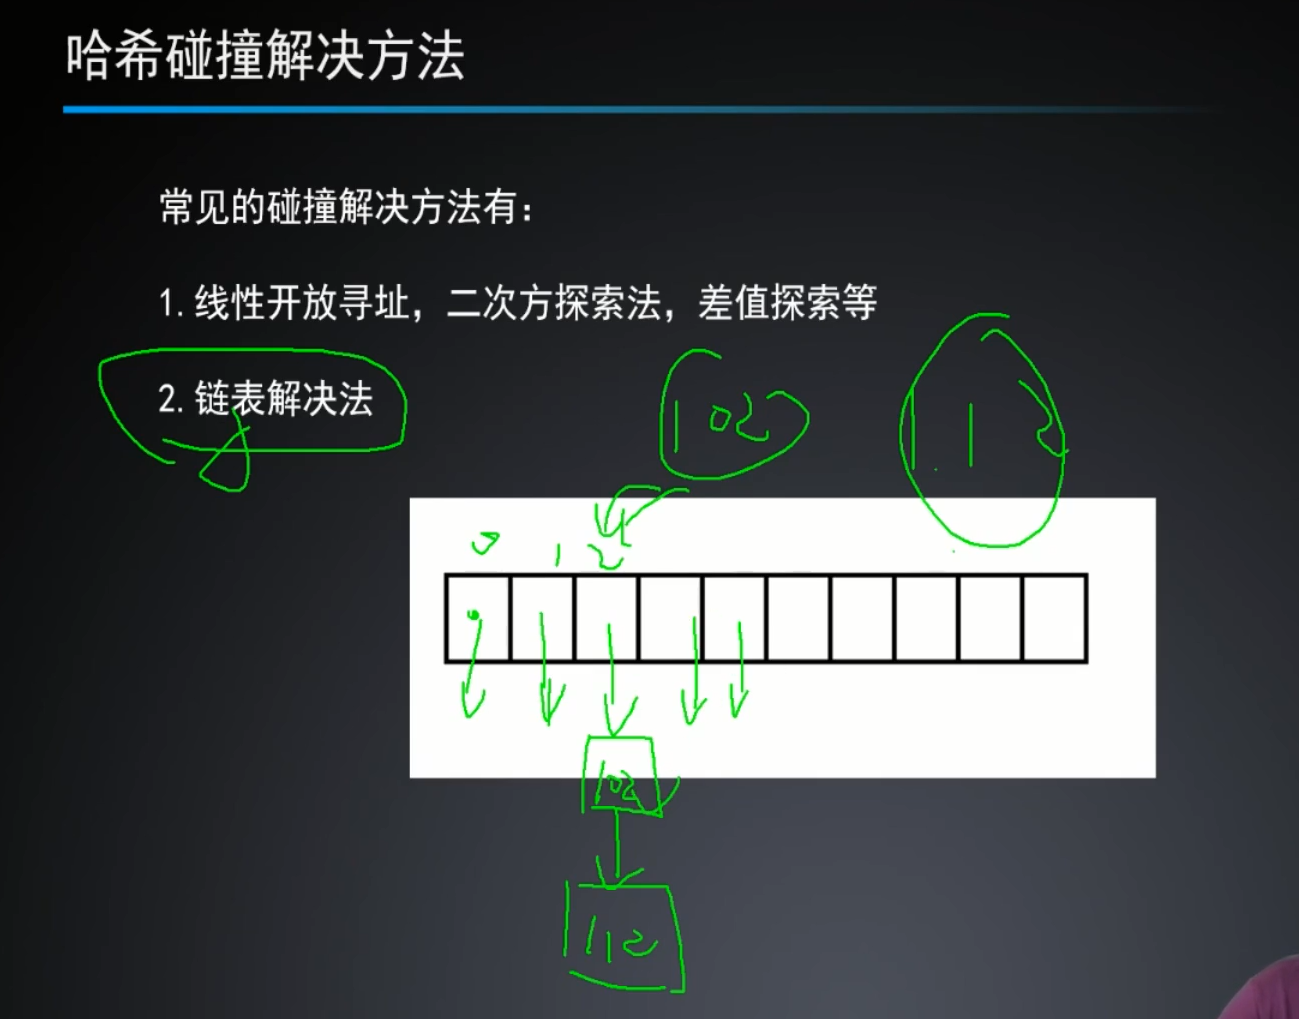 哈希碰撞解决方法
常见的碰撞解决方法有：
1. 线性开放寻址，二次方探索法，差值探索等
2. 链表解决法
102
112
0 1 2
102
112